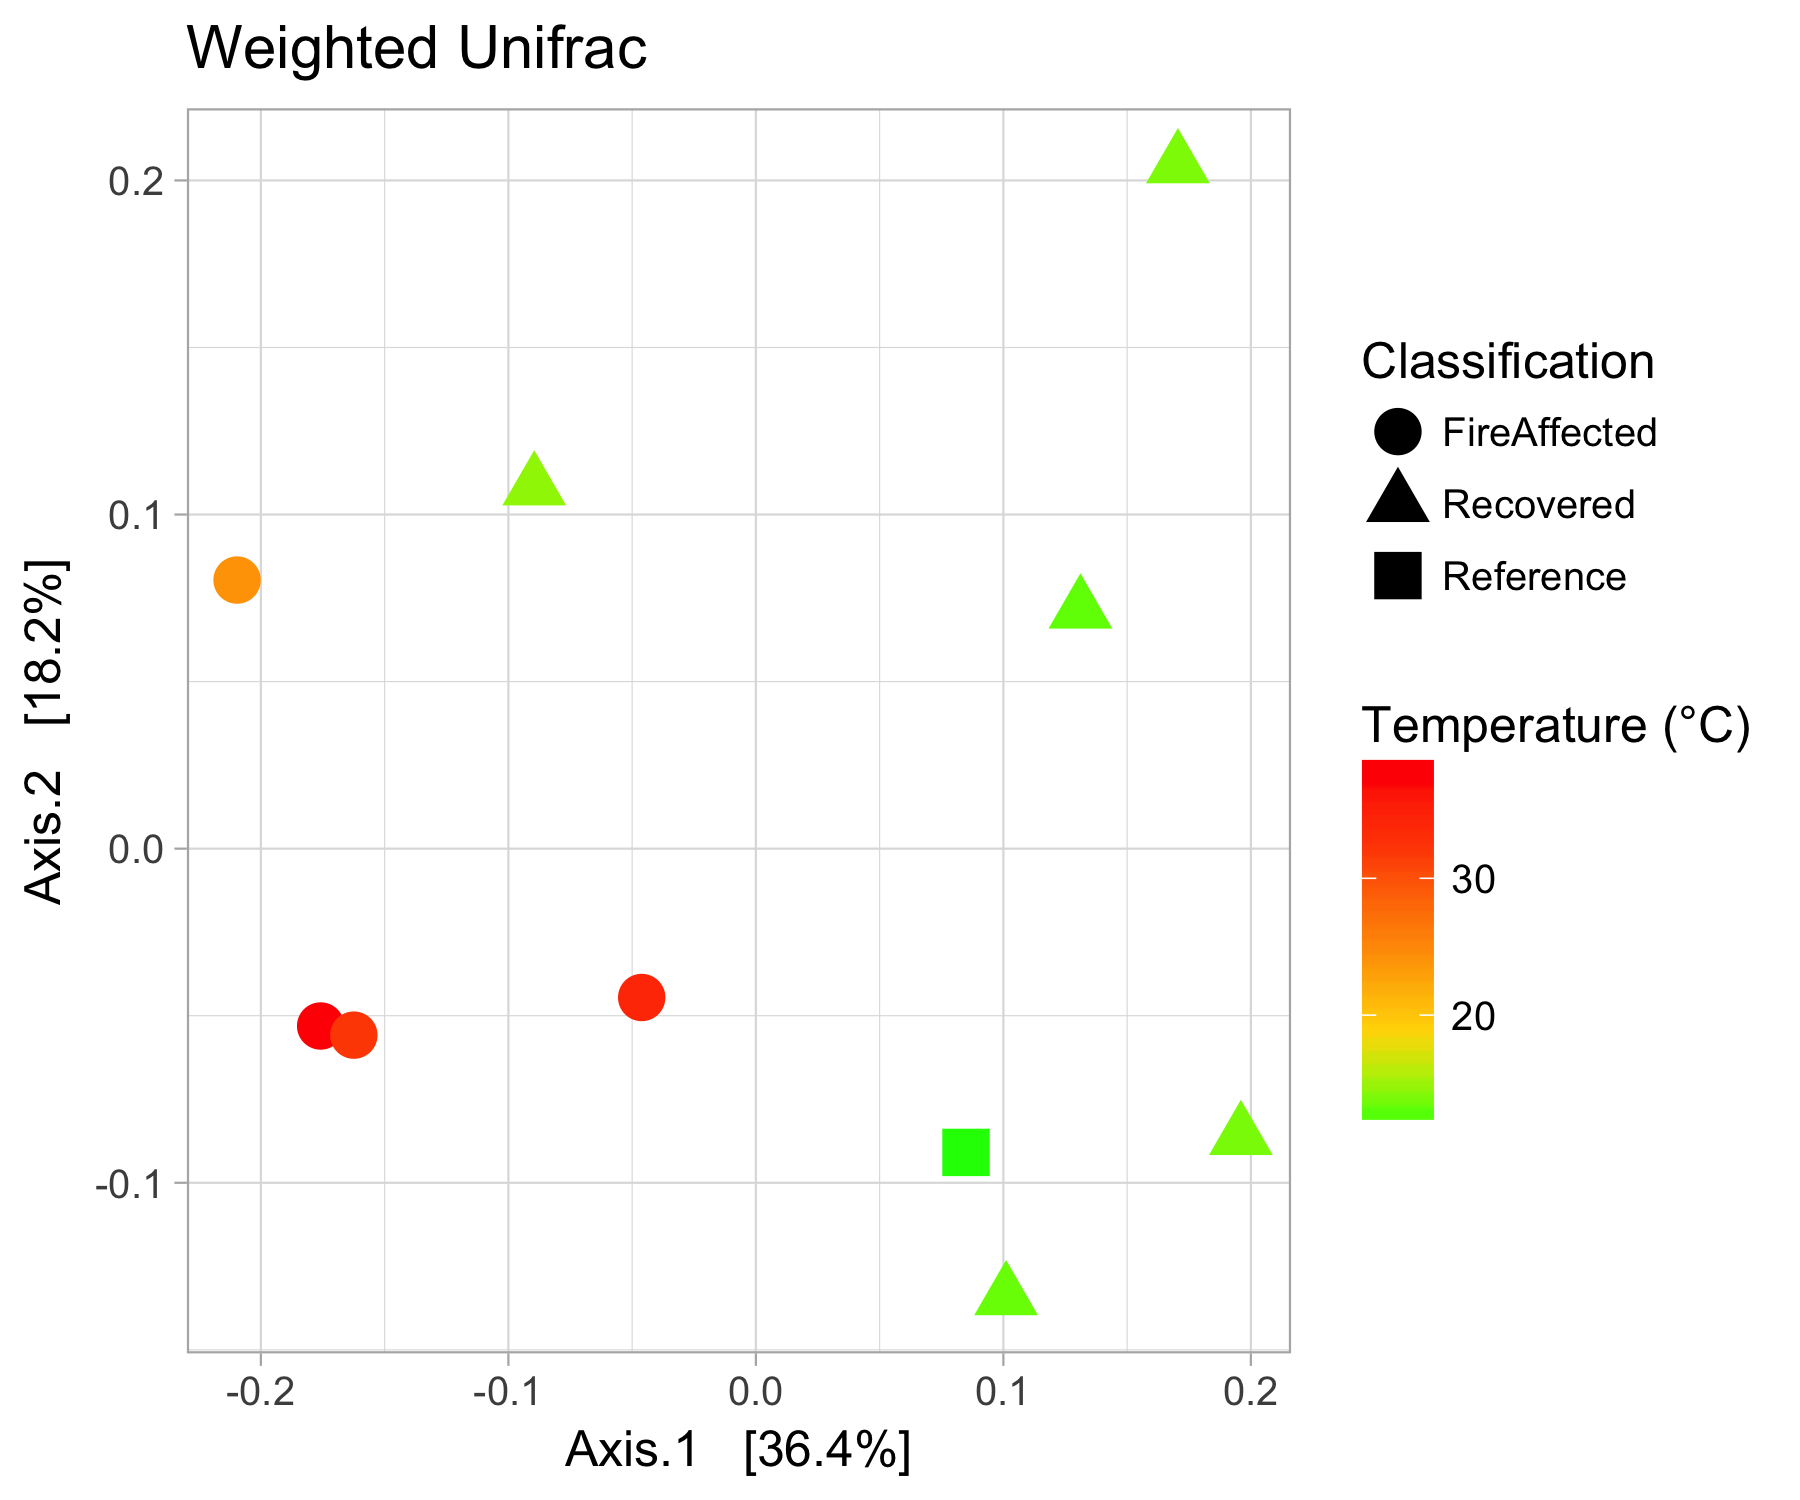 Weighted Unifrac
0.2
0.1
0.0
-0.1
Axis.2 [18.2%]
-0.2
-0.1
0.0
0.1
0.2
Axis.1 [36.4%]
Classification
FireAffected
Recovered
Reference
Temperature (°C)
30
20